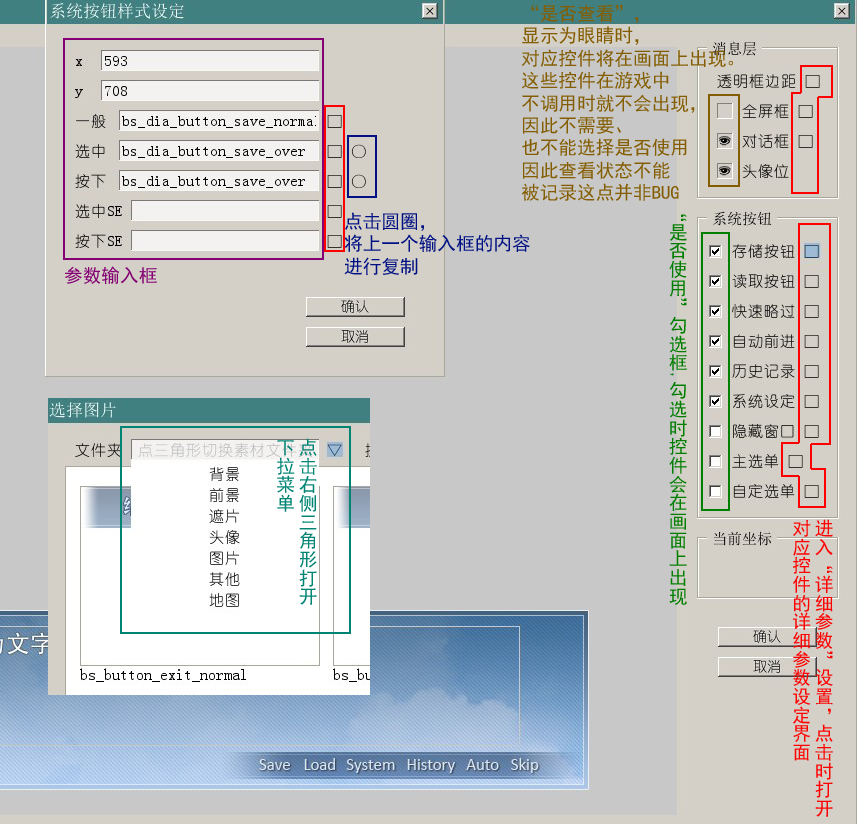 系统按钮样式设定
x 593
y 708
一般 bs_dia_button_save_norma
选中 bs_dia_button_save_over
按下 bs_dia_button_save_over
选中SE
按下SE
参数输入框
点击圆圈，
将上一个输入框的内容
进行复制
确认
取消
“是否查看”，
显示为眼睛时，
对应控件将在画面上出现。
这些控件在游戏中
不调用时就不会出现，
因此不需要、
也不能选择是否使用
因此查看状态不能
被记录这点并非BUG
消息层
透明框边距
全屏框
对话框
头像位
系统按钮
存储按钮
读取按钮
快速略过
自动前进
历史记录
系统设定
隐藏窗口
主选单
自定选单
“是否使用”勾选框，勾选时控件会在画面上出现
当前坐标
确认
取消
进入“详细参数”设置，点击时打开
对应控件的详细参数设定界面
选择图片
文件夹 点三角形切换素材文件夹
背景
前景
遮片
头像
图片
其他
地图
点击右侧三角形打开
下拉菜单
bs_button_exit_normal
bs_bu
文字
Save Load System History Auto Skip